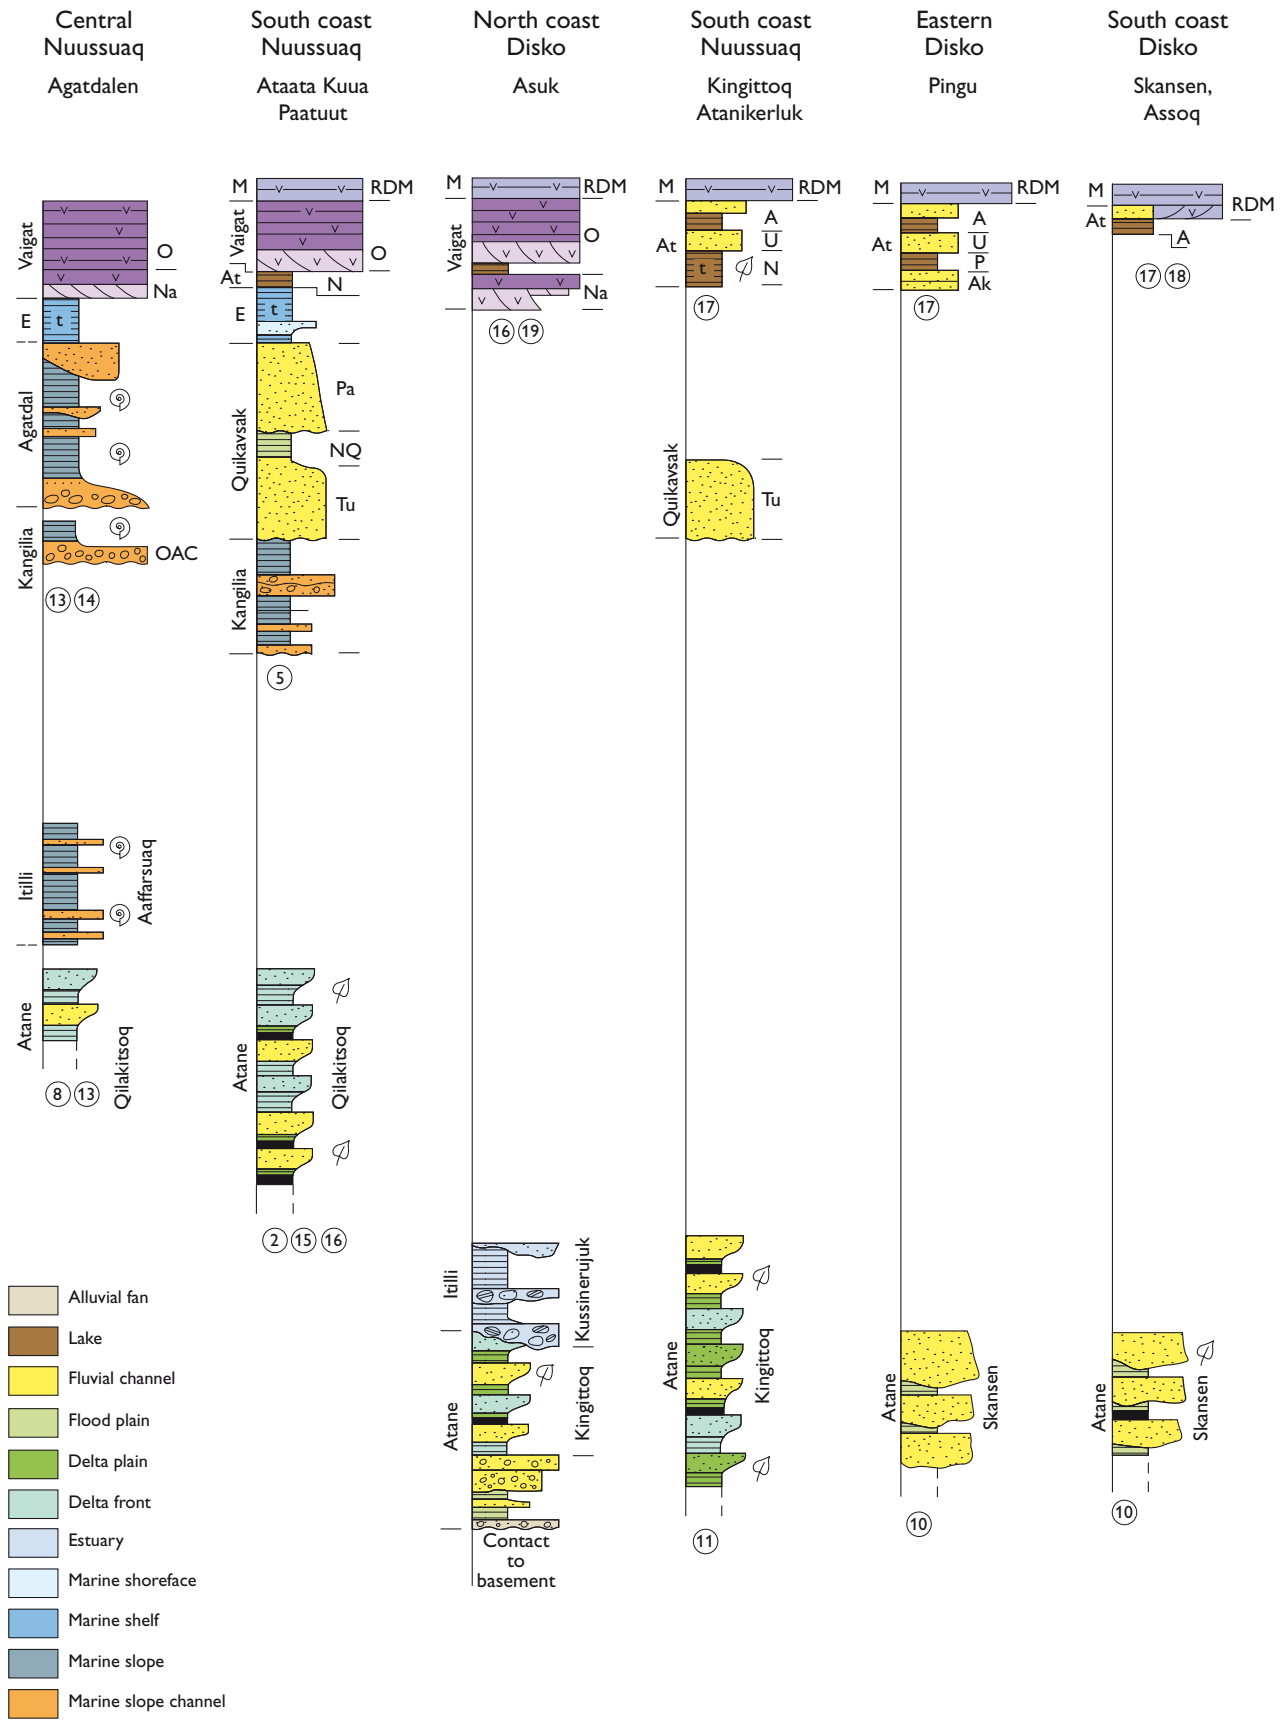 Central
Nuussuaq
Agatdalen
South coast
Nuussuaq
Ataata Kuua
Paatuut
North coast
Disko
Asuk
South coast
Nuussuaq
Kingittoq
Atanikerluk
Eastern
Disko
Pingu
South coast
Disko
Skansen,
Assoq
Vaigat
O
Na
E
t
Agatdal
Kangilia
OAC
13 14
Itilli
Aaffarsuaq
Atane
Qilakitsoq
8 13
M
RDM
Vaigat
O
At
N
E
t
Quikavsak
Pa
NQ
Tu
Kangilia
5
Atane
Qilakitsoq
2 15 16
M
RDM
Vaigat
O
Na
16 19
Itilli
Kussinerujuk
Atane
Kingittoq
Contact
to
basement
M
RDM
At
A
U
t
N
17
Quikavsak
Tu
Atane
Kingittoq
11
M
RDM
At
A
U
P
Ak
17
Atane
Skansen
10
M
RDM
At
A
17 18
Atane
Skansen
10
Alluvial fan
Lake
Fluvial channel
Flood plain
Delta plain
Delta front
Estuary
Marine shoreface
Marine shelf
Marine slope
Marine slope channel